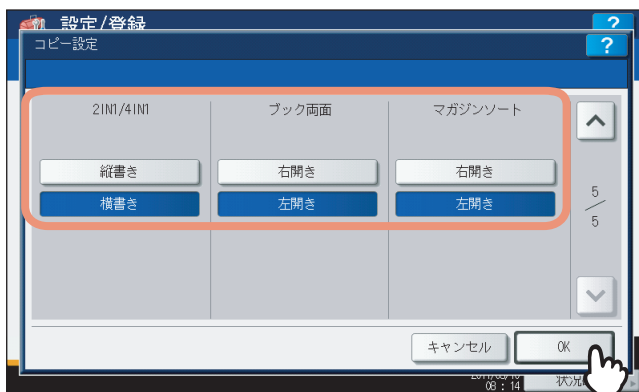 設定/登録 ?
コピー設定 ?
2IN1/4IN1 ブック両面 マガジンソート
縦書き 右開き 右開き
横書き 左開き 左開き
5
5
キャンセル OK
08:14